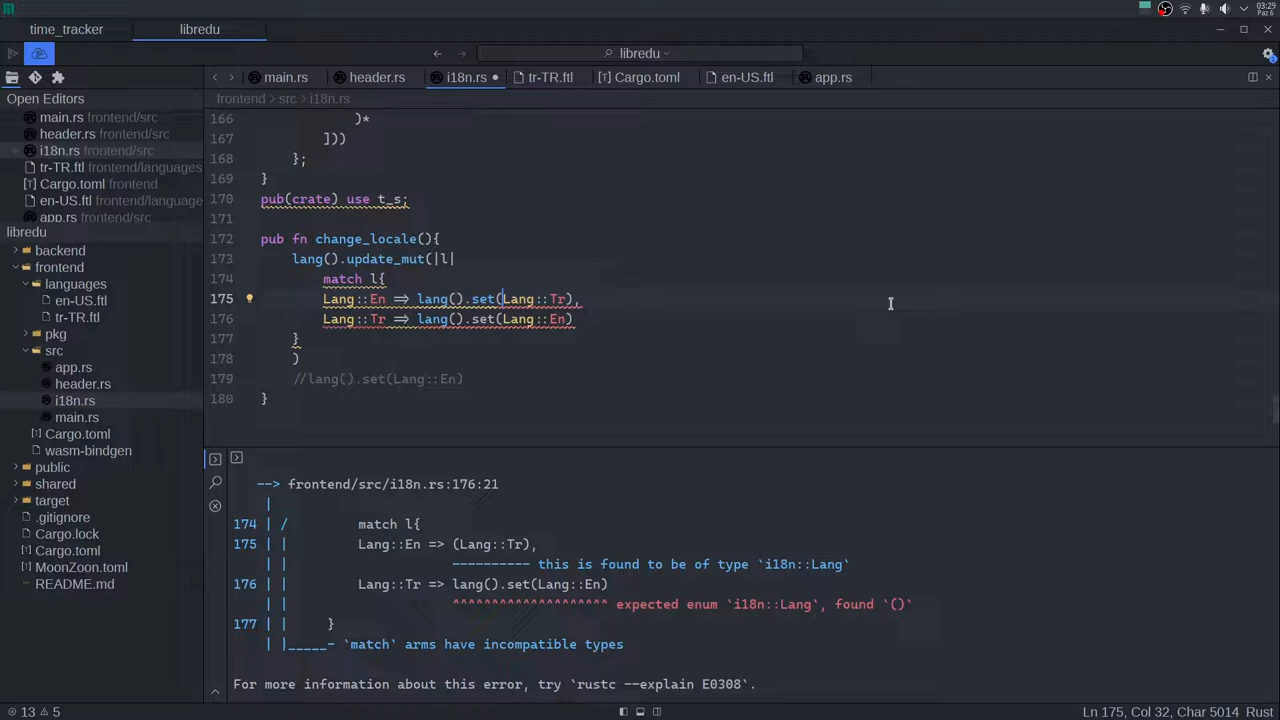 03:29
Paz 6
time_tracker
libredu
libredu
main.rs
header.rs
i18n.rs
tr-TR.ftl
Cargo.toml
en-US.ftl
app.rs
Open Editors
main.rs frontend/src
header.rs frontend/src
i18n.rs frontend/src
tr-TR.ftl frontend/languages
Cargo.toml frontend
en-US.ftl frontend/language
app.rs frontend/src
libredu
backend
frontend
languages
en-US.ftl
tr-TR.ftl
pkg
src
app.rs
header.rs
i18n.rs
main.rs
Cargo.toml
wasm-bindgen
public
shared
target
.gitignore
Cargo.lock
Cargo.toml
MoonZoon.toml
README.md
frontend > src > i18n.rs
166 )*
167 ]))
168 };
169 }
170 pub(crate) use t_s;
171
172 pub fn change_locale(){
173 lang().update_mut(|l|
174 match l{
175 Lang::En => lang().set(Lang::Tr),
176 Lang::Tr => lang().set(Lang::En)
177 }
178 )
179 //lang().set(Lang::En)
180 }
--> frontend/src/i18n.rs:176:21
|
174 | / match l{
175 | | Lang::En => (Lang::Tr),
| | ---------- this is found to be of type `i18n::Lang`
176 | | Lang::Tr => lang().set(Lang::En)
| | ^^^^^^^^^^^^^^^^^^^^ expected enum `i18n::Lang`, found `()`
177 | | }
| |_____- `match` arms have incompatible types
For more information about this error, try `rustc --explain E0308`.
13 5
Ln 175, Col 32, Char 5014 Rust